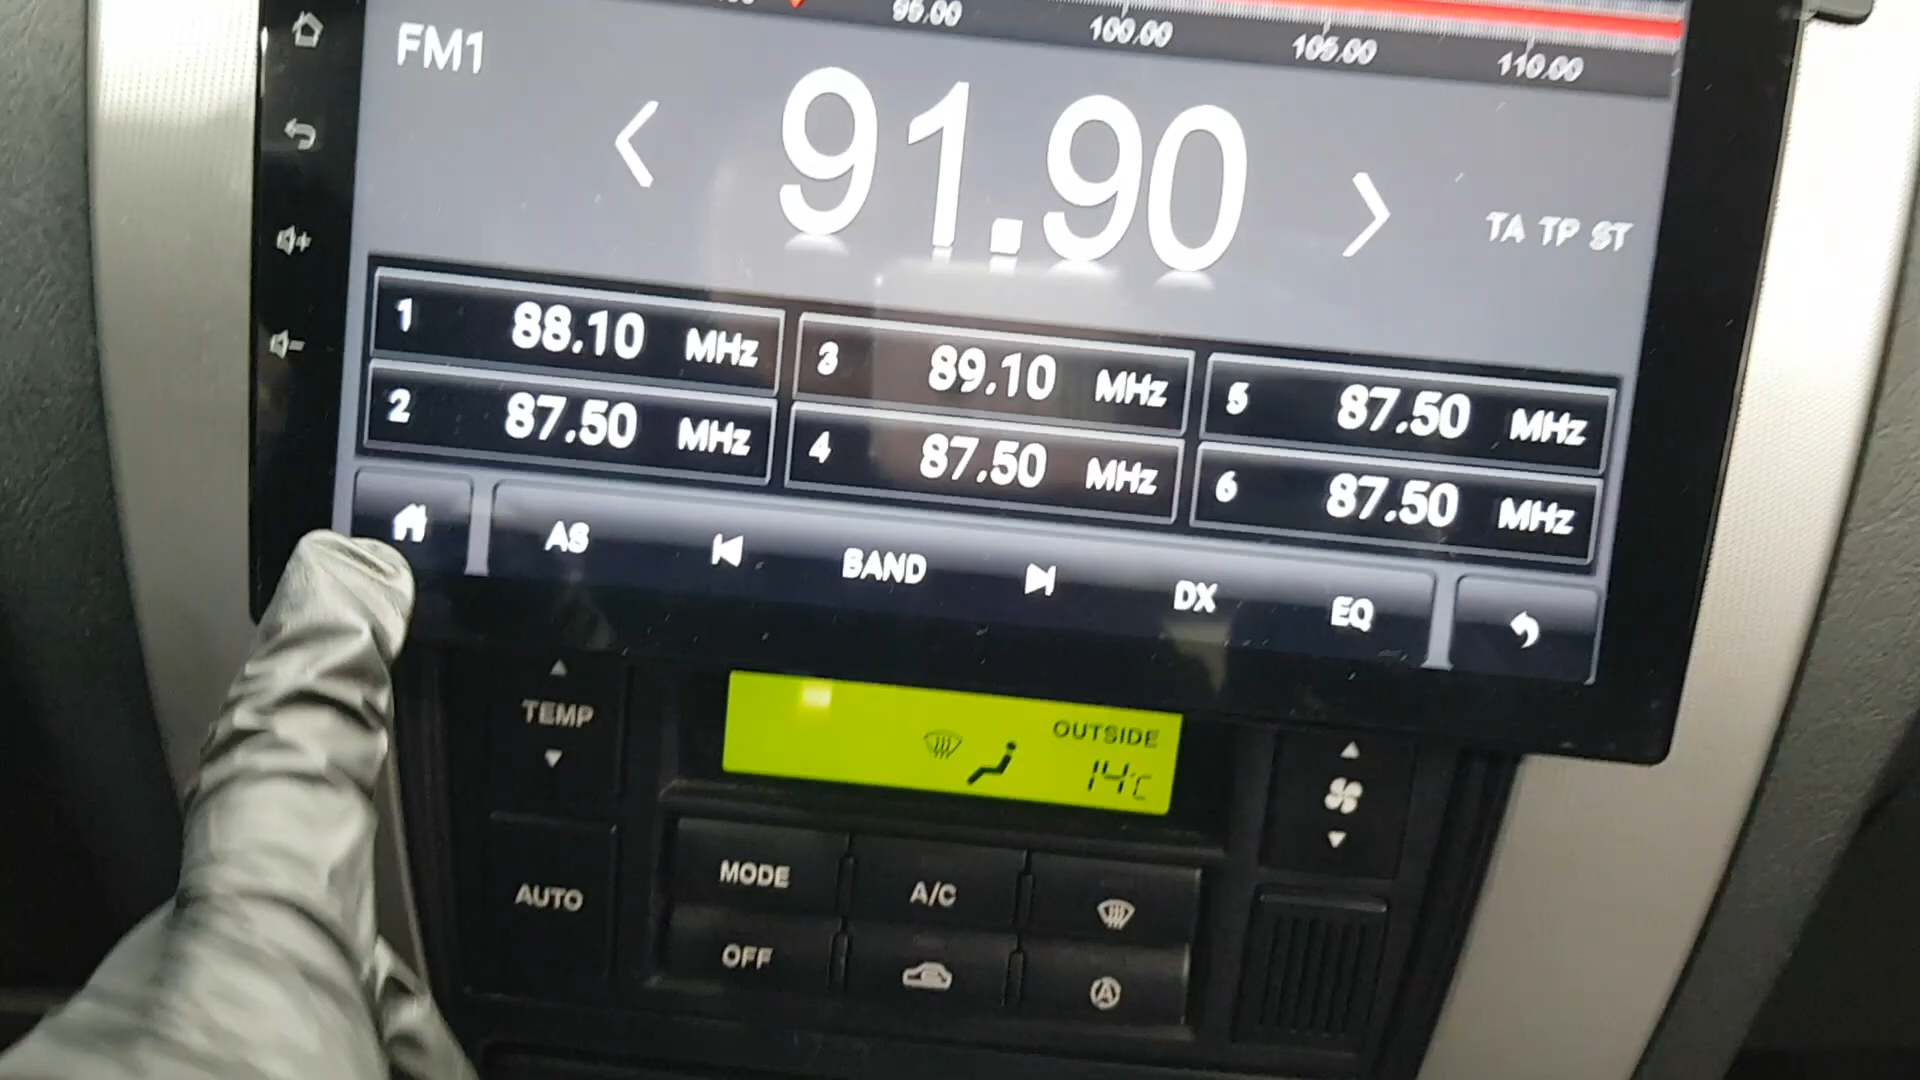 95.00 100.00 105.00 110.00
FM1
91.90
TA TP ST
1 88.10 MHz
3 89.10 MHz
5 87.50 MHz
2 87.50 MHz
4 87.50 MHz
6 87.50 MHz
AS BAND DX EQ
TEMP
OUTSIDE
14°C
AUTO
MODE A/C
OFF
A